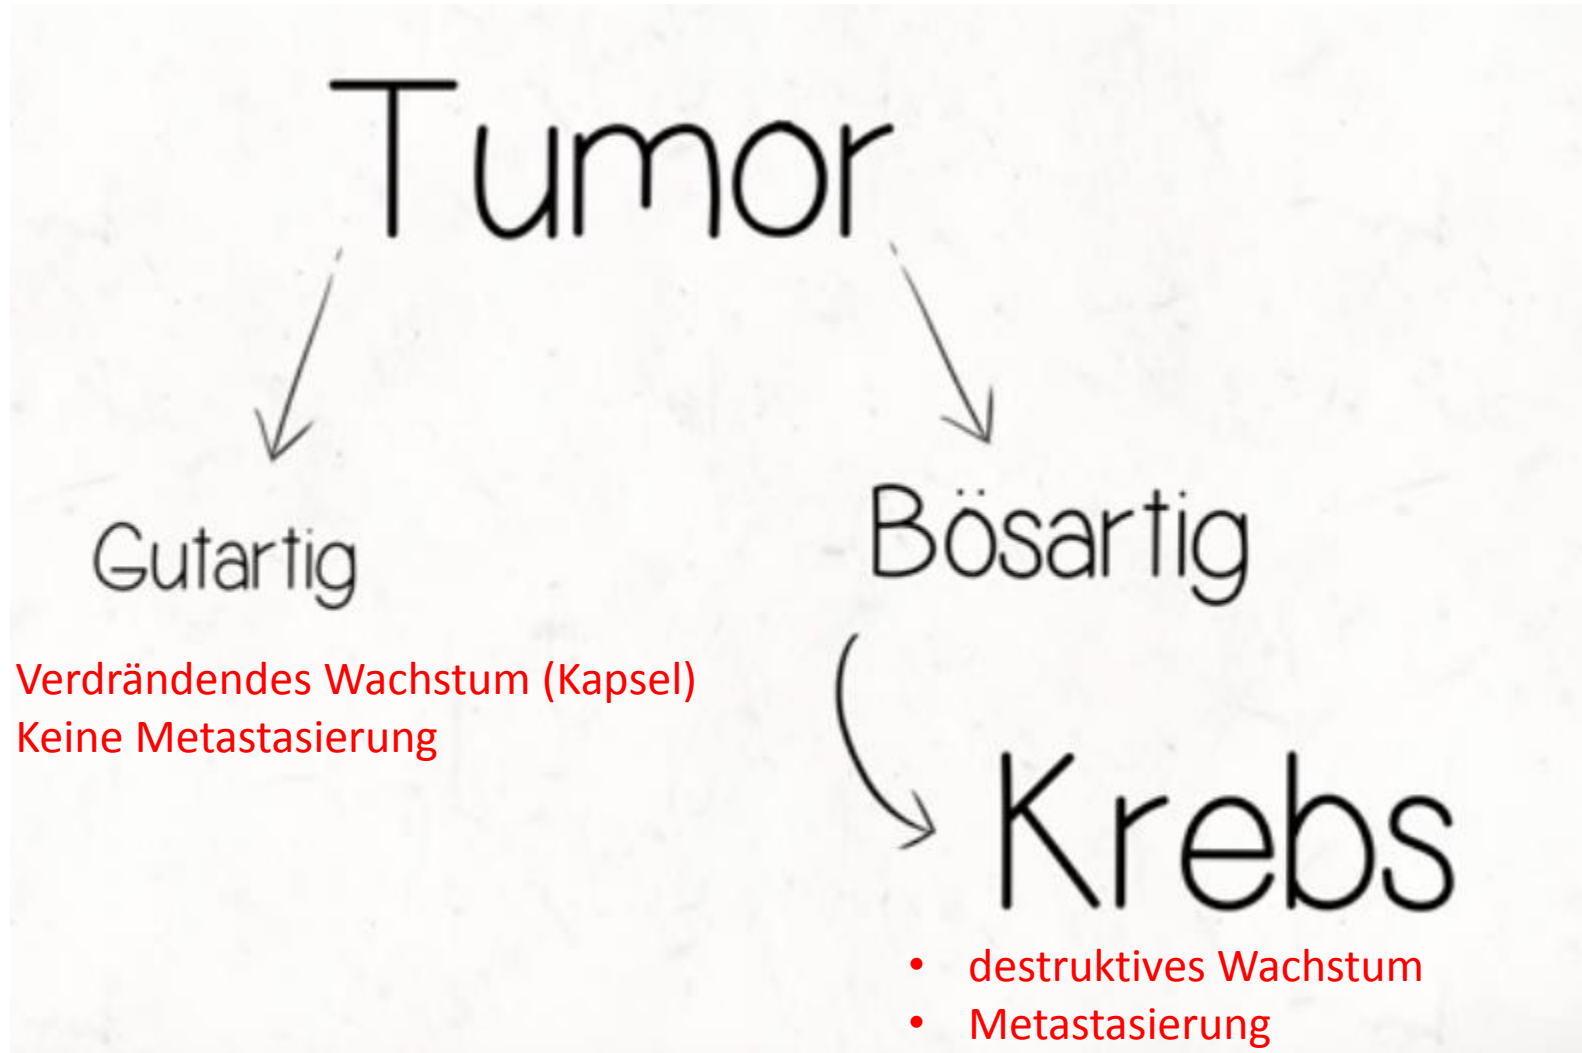 Tumor
Gutartig
Bösartig
Verdrändendes Wachstum (Kapsel)
Keine Metastasierung
Krebs
• destruktives Wachstum
• Metastasierung